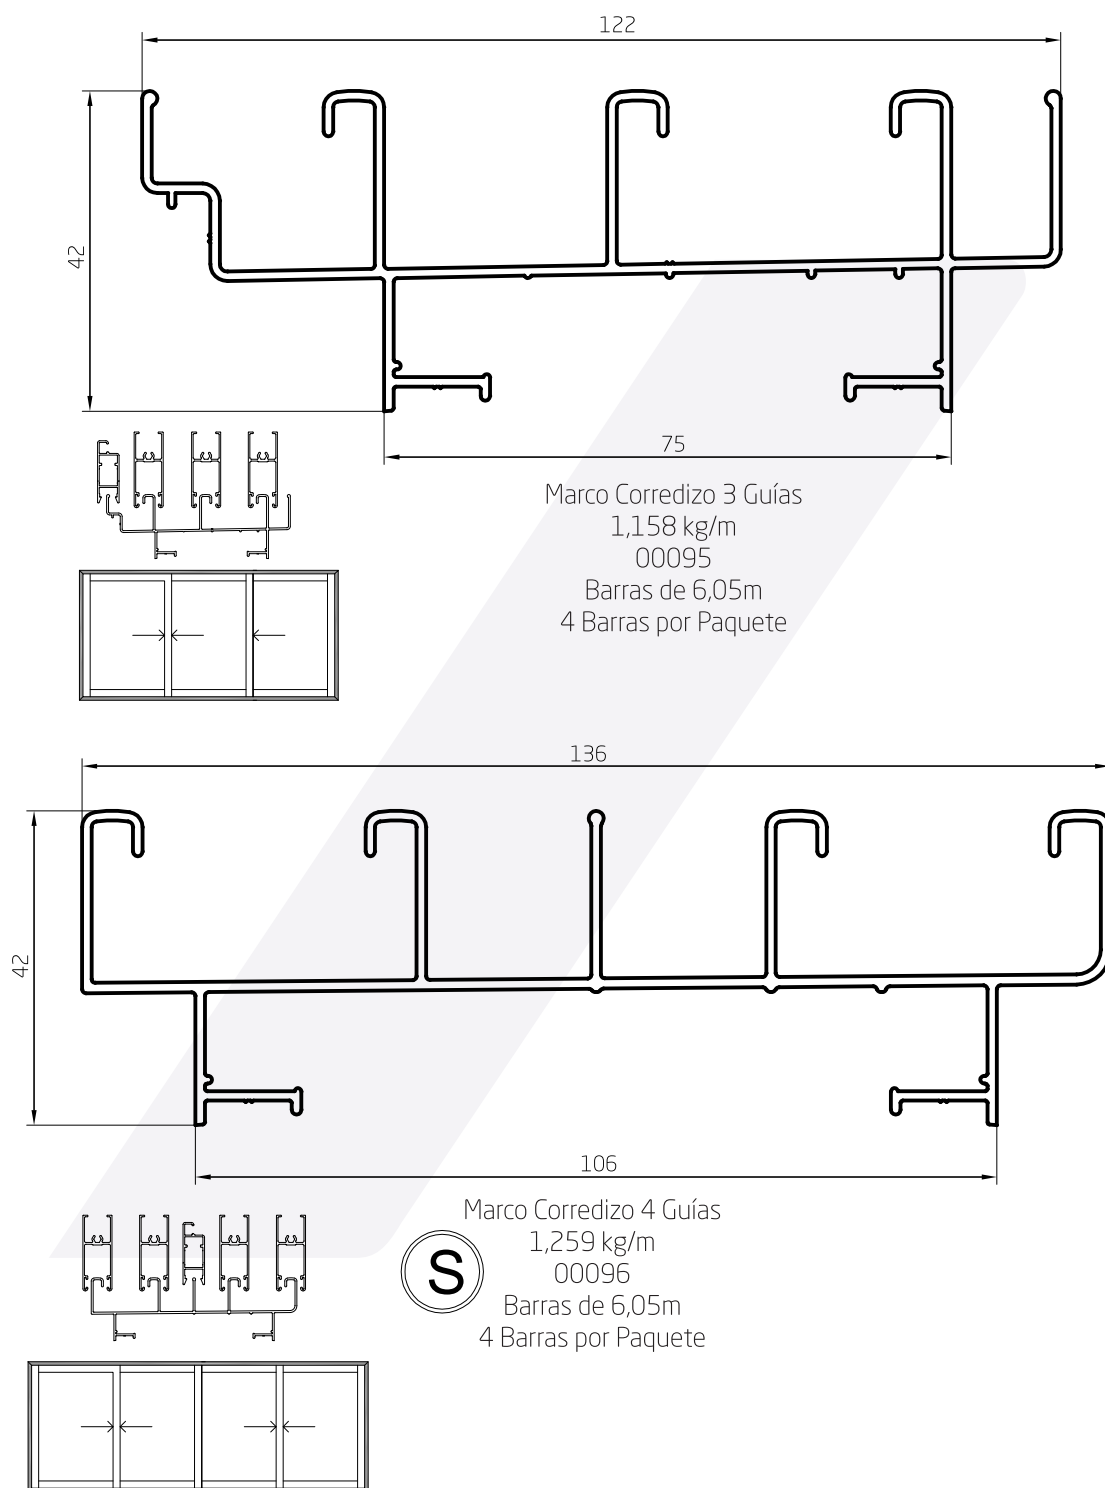 122
42
75
Marco Corredizo 3 Guías
1,158 kg/m
00095
Barras de 6,05m
4 Barras por Paquete
136
42
106
Marco Corredizo 4 Guías
1,259 kg/m
S
00096
Barras de 6,05m
4 Barras por Paquete